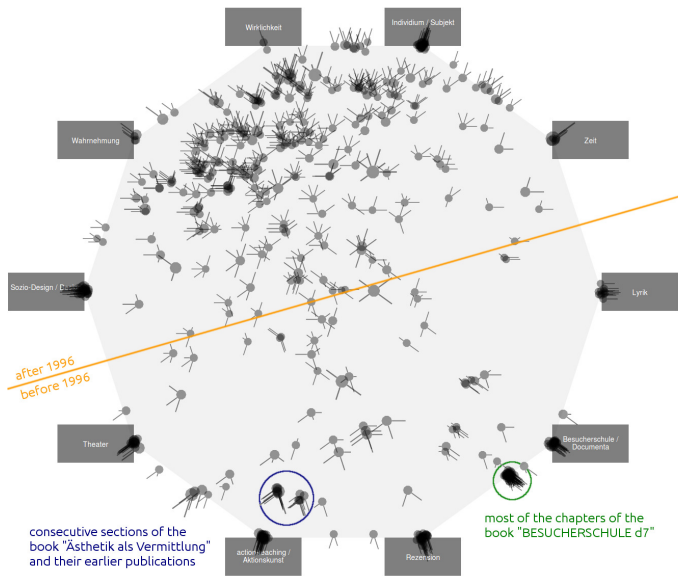 Wirklichkeit
Individium / Subjekt
Wahrnehmung
Zeit
Sozio-Design / D
Lyrik
after 1996
before 1996
Theater
Besucherschule /
Documenta
consecutive sections of the
book "Ästhetik als Vermittlung"
and their earlier publications
most of the chapters of the
book "BESUCHERSCHULE d7"
Aktionskunst
Rezension